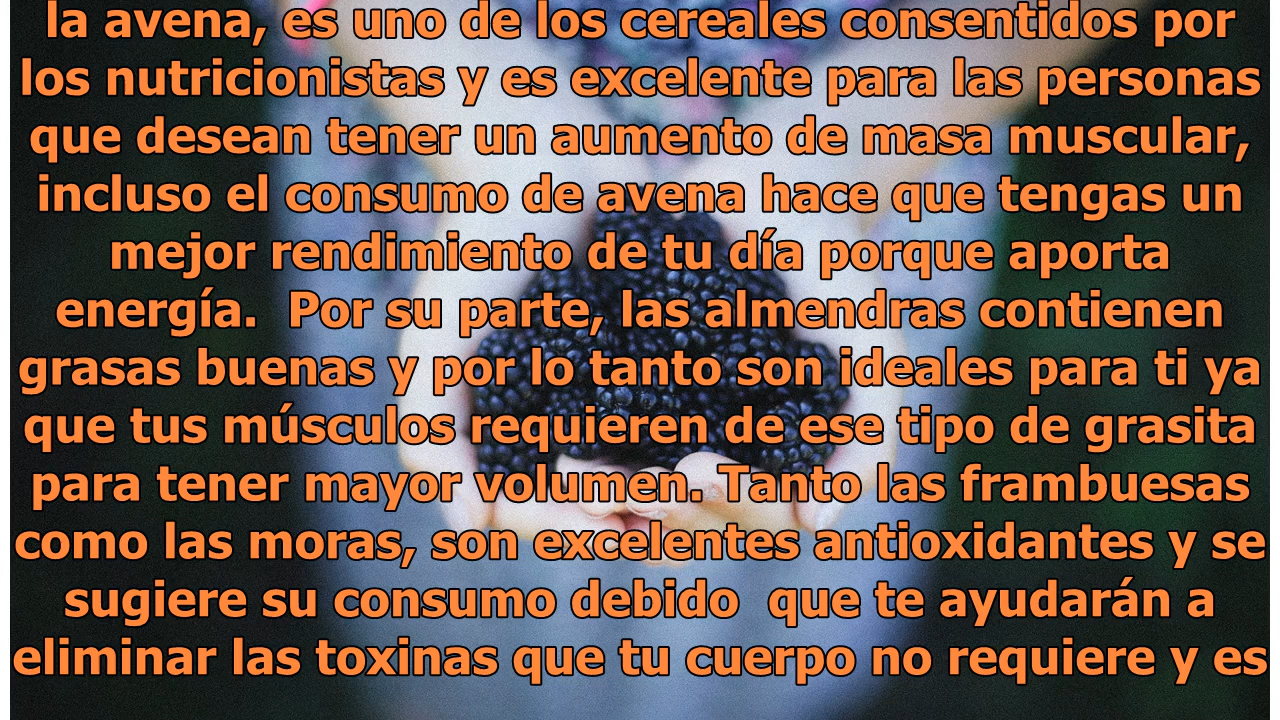 la avena, es uno de los cereales consentidos por
los nutricionistas y es excelente para las personas
que desean tener un aumento de masa muscular,
incluso el consumo de avena hace que tengas un
mejor rendimiento de tu día porque aporta
energía.  Por su parte, las almendras contienen
grasas buenas y por lo tanto son ideales para ti ya
que tus músculos requieren de ese tipo de grasita
para tener mayor volumen. Tanto las frambuesas
como las moras, son excelentes antioxidantes y se
sugiere su consumo debido  que te ayudarán a
eliminar las toxinas que tu cuerpo no requiere y es